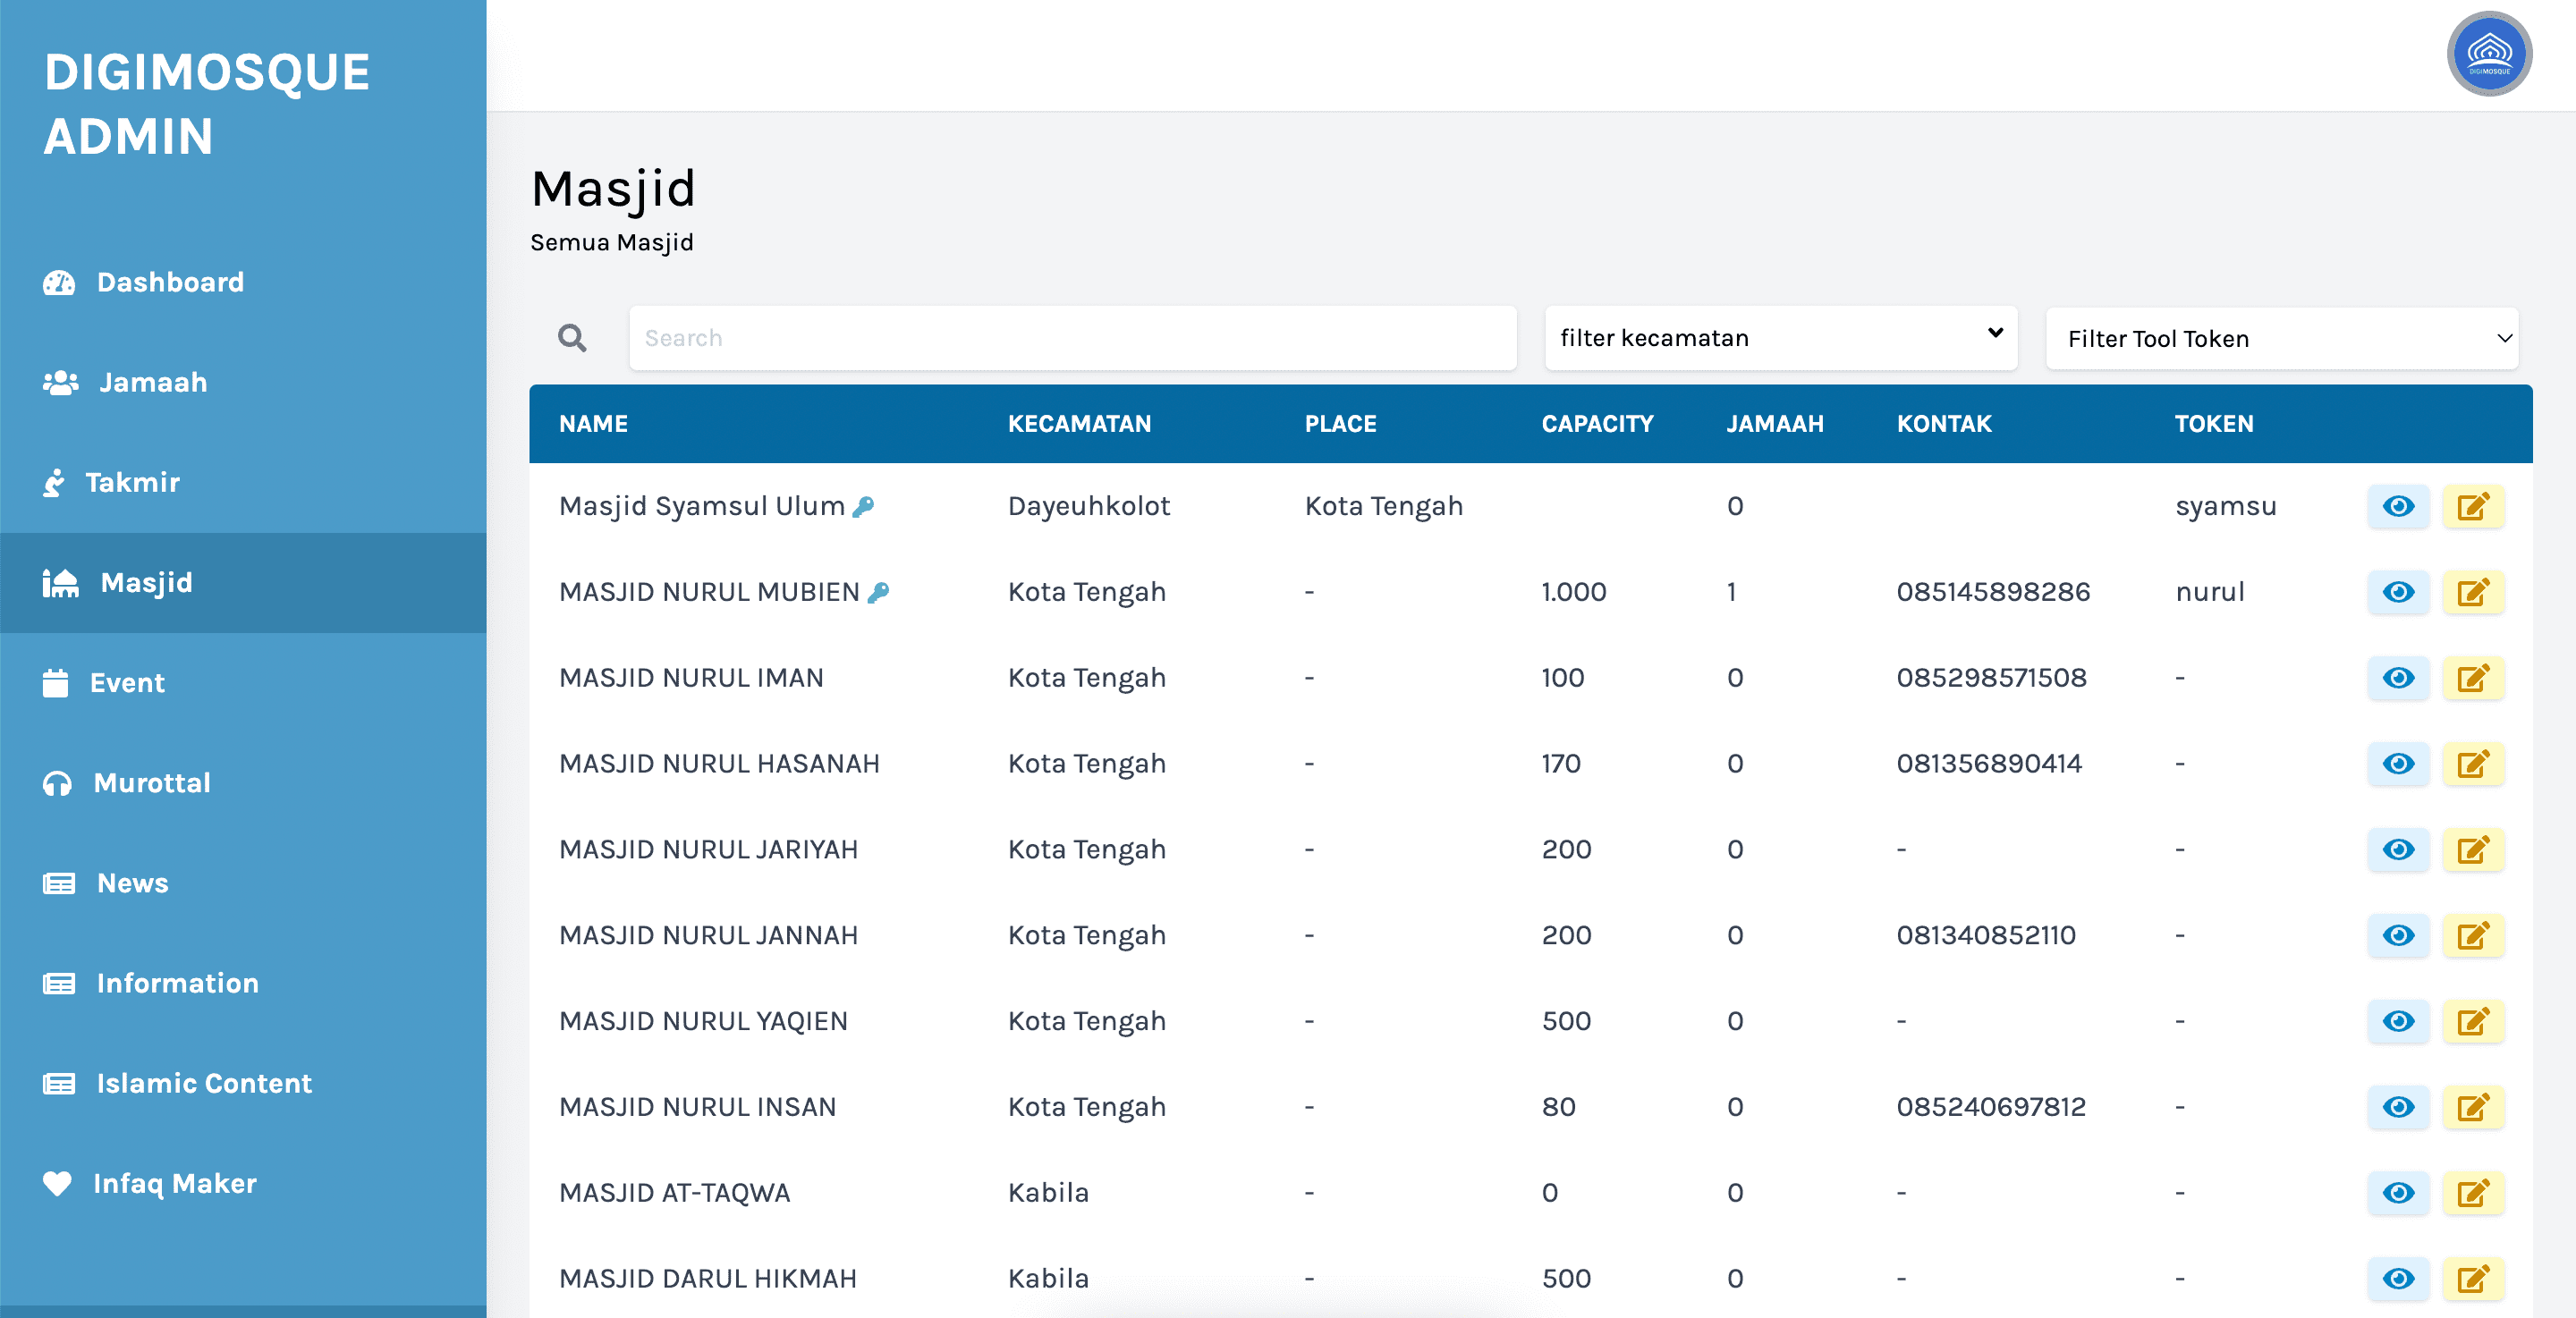 DIGIMOSQUE
ADMIN
Dashboard
Jamaah
Takmir
Masjid
Event
Murottal
News
Information
Islamic Content
Infaq Maker
DIGIMOSQUE
Masjid
Semua Masjid
Search
filter kecamatan
Filter Tool Token
NAME KECAMATAN PLACE CAPACITY JAMAAH KONTAK TOKEN
Masjid Syamsul Ulum Dayeuhkolot Kota Tengah 0 syamsu
MASJID NURUL MUBIEN Kota Tengah - 1.000 1 085145898286 nurul
MASJID NURUL IMAN Kota Tengah - 100 0 085298571508 -
MASJID NURUL HASANAH Kota Tengah - 170 0 081356890414 -
MASJID NURUL JARIYAH Kota Tengah - 200 0 - -
MASJID NURUL JANNAH Kota Tengah - 200 0 081340852110 -
MASJID NURUL YAQIEN Kota Tengah - 500 0 - -
MASJID NURUL INSAN Kota Tengah - 80 0 085240697812 -
MASJID AT-TAQWA Kabila - 0 0 - -
MASJID DARUL HIKMAH Kabila - 500 0 - -